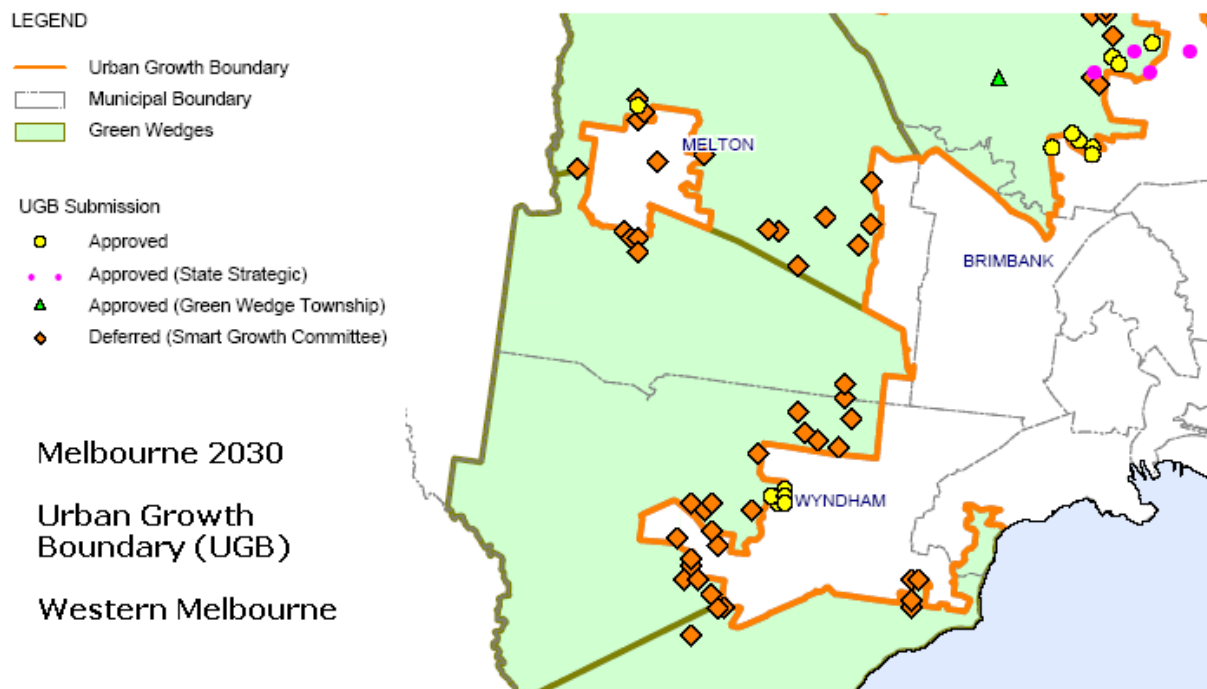 LEGEND
Urban Growth Boundary
Municipal Boundary
Green Wedges
UGB Submission
Approved
Approved (State Strategic)
Approved (Green Wedge Township)
Deferred (Smart Growth Committee)
Melbourne 2030
Urban Growth
Boundary (UGB)
Western Melbourne
MELTON
BRIMBANK
WYNDHAM